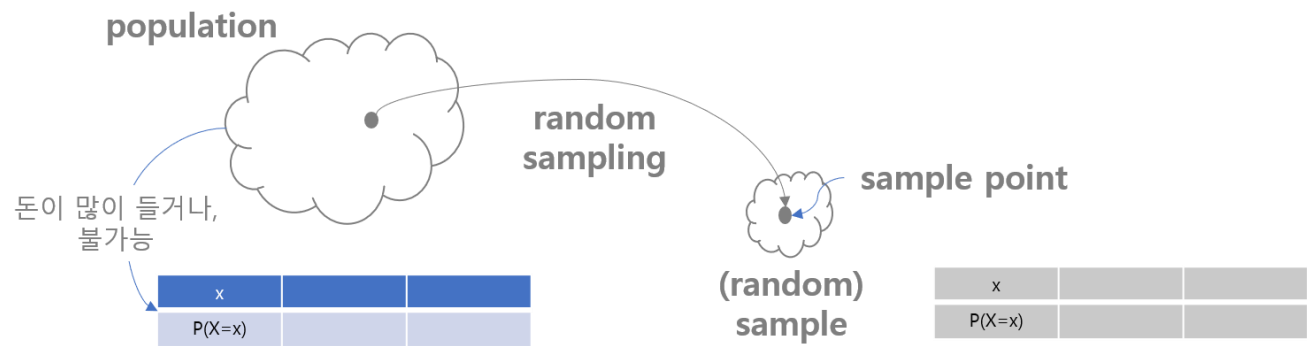 population
random
sampling
sample point
돈이 많이 들거나,
불가능
x
P(X=x)
(random)
sample
x
P(X=x)